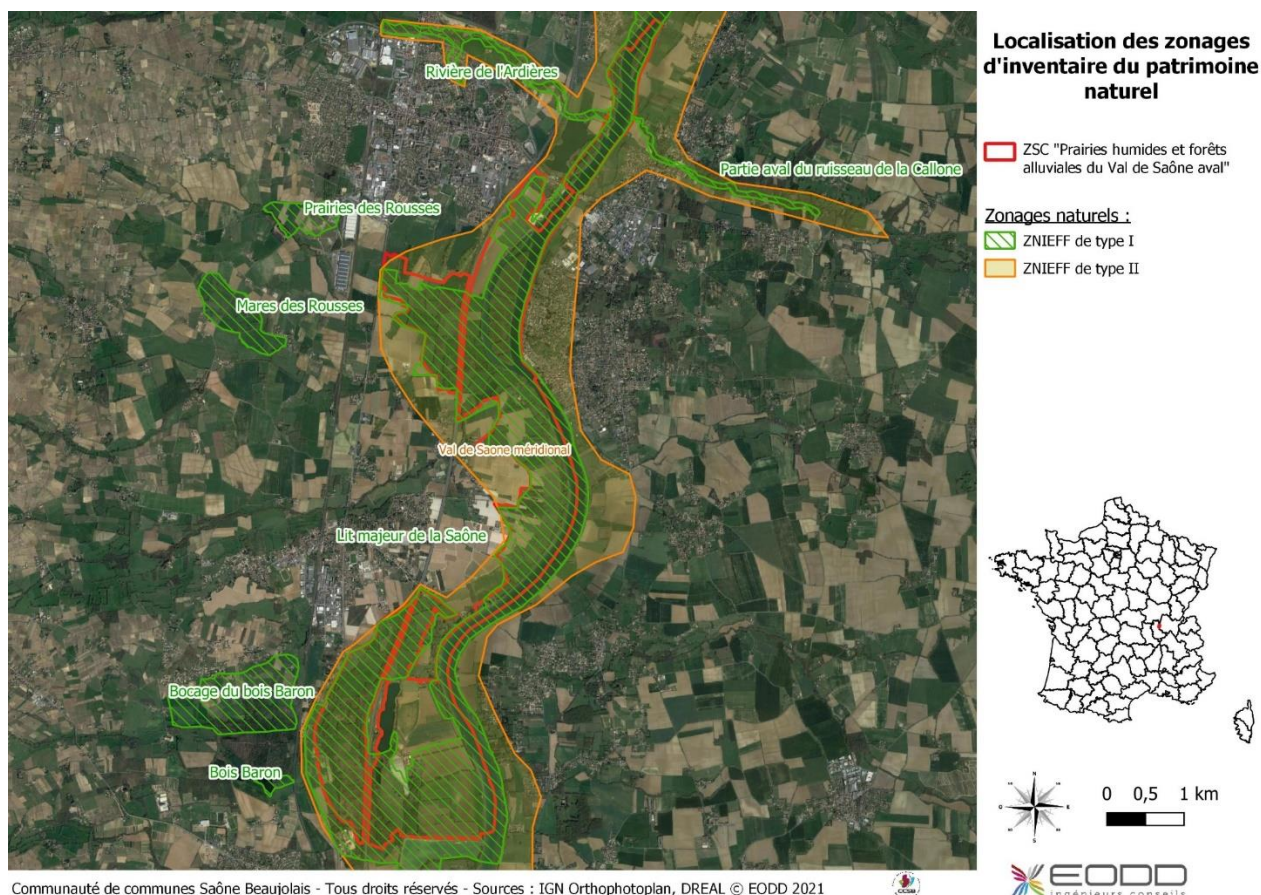 Localisation des zonages
d'inventaire du patrimoine
naturel
ZSC "Prairies humides et forêts
alluviales du Val de Saône aval"
Zonages naturels :
ZNIEFF de type I
ZNIEFF de type II
Rivière de l'Ardières
Partie aval du ruisseau de la Callone
Prairies des Rousses
Mares des Rousses
Val de Saone méridional
Lit majeur de la Saône
Bocage du bois Baron
Bois Baron
N
O
E
S
0 0,5 1 km
EODD
ingénieurs conseils
Communauté de communes Saône Beaujolais - Tous droits réservés - Sources : IGN Orthophotoplan, DREAL © EODD 2021
CCSB